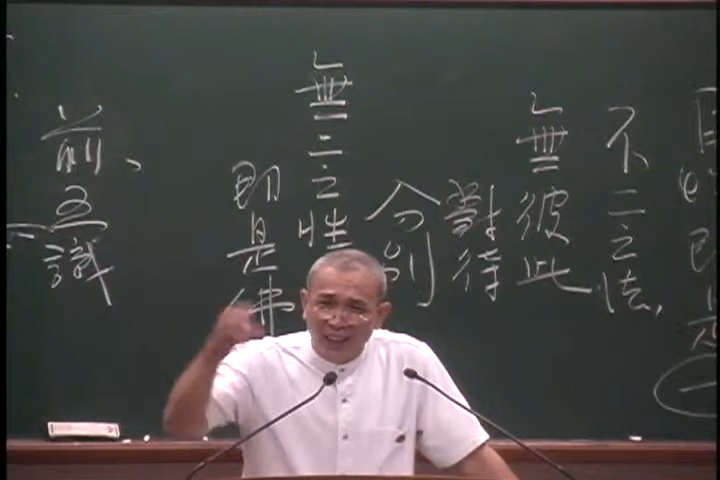 不二之法,
無彼此
對待
分別
無二之性
即是佛
前五識